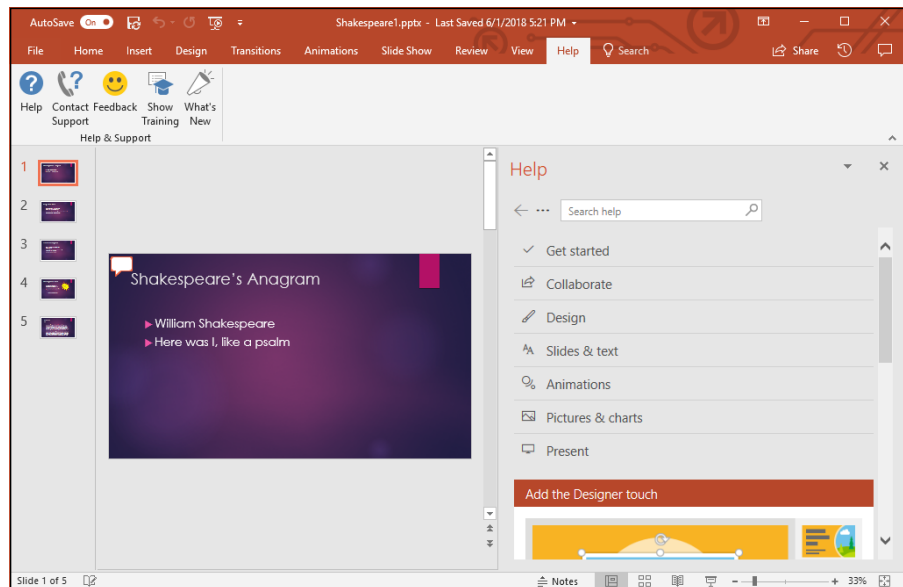 AutoSave On Shakespeare1.pptx - Last Saved 6/1/2018 5:21 PM
File Home Insert Design Transitions Animations Slide Show Review View Help Search Share
Help Contact Support Feedback Show Training What's New
Help & Support
1
2
3
4
5
Shakespeare's Anagram
William Shakespeare
Here was I, like a psalm
Help
Search help
Get started
Collaborate
Design
Slides & text
Animations
Pictures & charts
Present
Add the Designer touch
Slide 1 of 5 Notes 33%